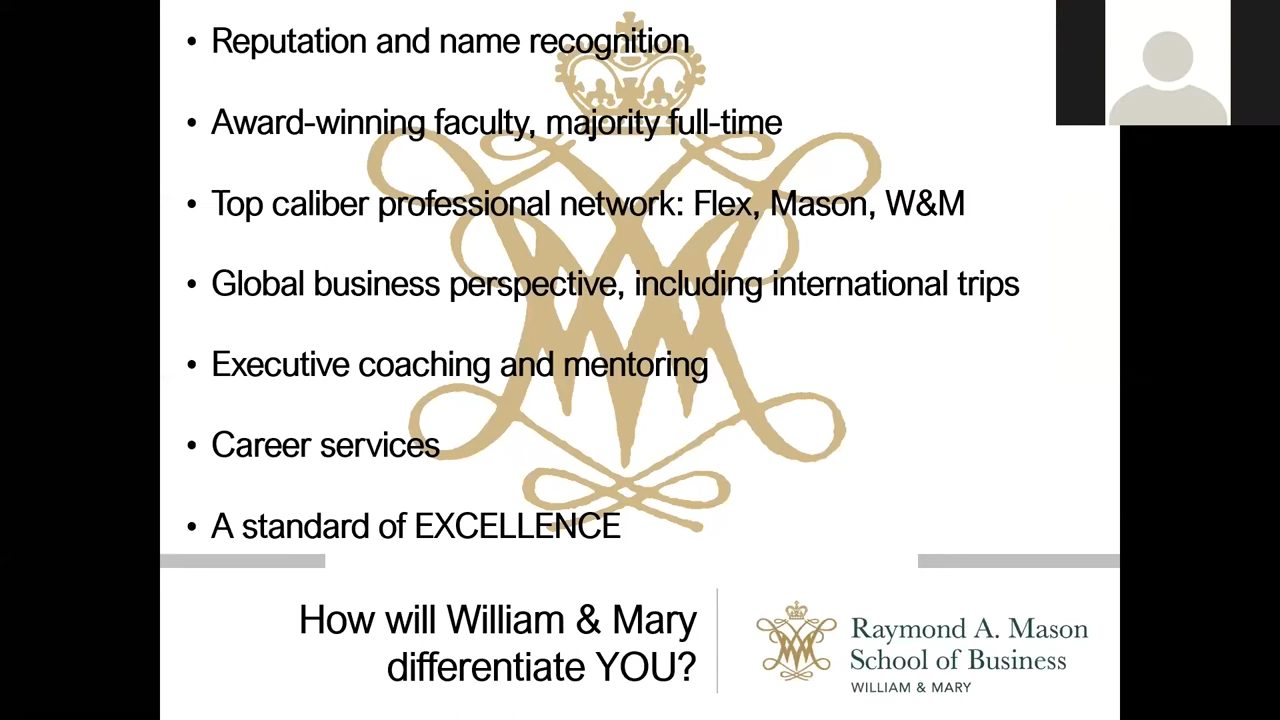 • Reputation and name recognition
• Award-winning faculty, majority full-time
• Top caliber professional network: Flex, Mason, W&M
• Global business perspective, including international trips
• Executive coaching and mentoring
• Career services
• A standard of EXCELLENCE
How will William & Mary
differentiate YOU?
Raymond A. Mason
School of Business
WILLIAM & MARY